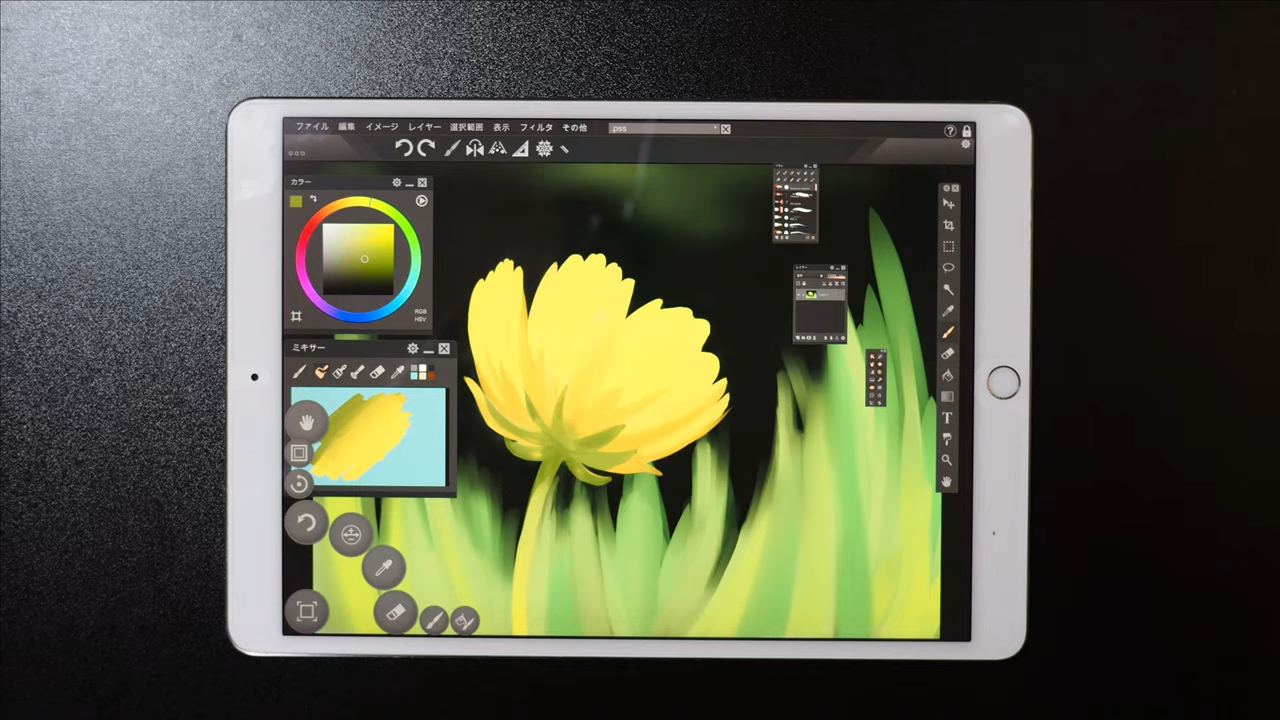 ファイル 編集 イメージ レイヤー 選択範囲 表示 フィルタ その他 .pss
カラー
RGB
HSV
ミキサー
T